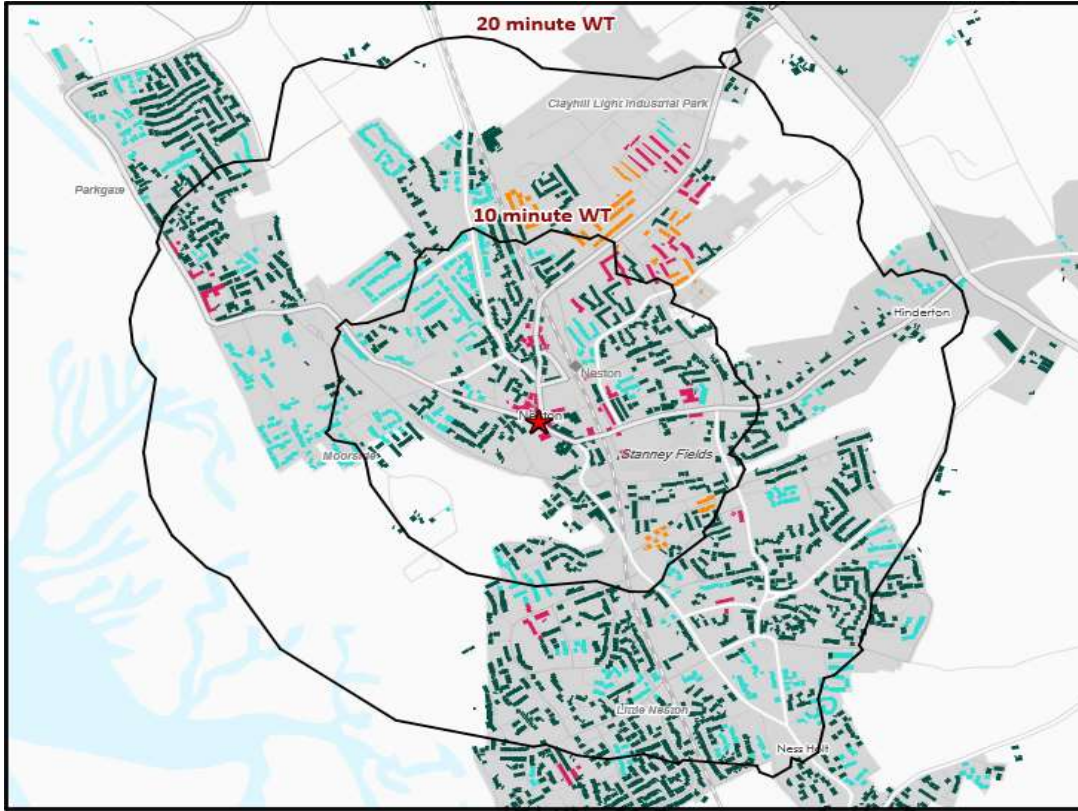 20 minute WT
Clayhill Light Industrial Park
Parkgate
10 minute WT
Hinderton
Neston
Neston
Stanney Fields
Moorside
Little Neston
Ness Holt